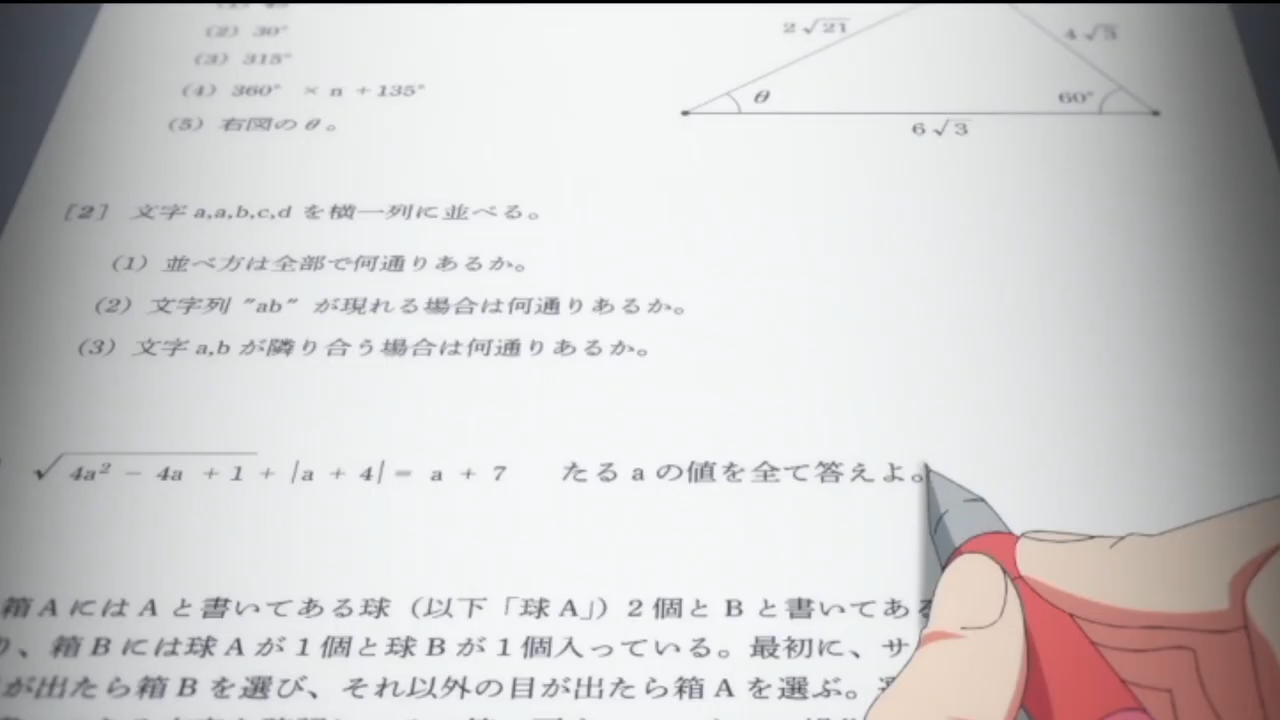 (2) 30°
(3) 315°
(4) 360° × n + 135°
(5) 右図の θ 。
2√21
4√3
θ
60°
6√3
[2] 文字 a,a,b,c,d を横一列に並べる。
(1) 並べ方は全部で何通りあるか。
(2) 文字列 "ab" が現れる場合は何通りあるか。
(3) 文字 a,b が隣り合う場合は何通りあるか。
√4a² − 4a + 1 + |a + 4| = a + 7 たる a の値を全て答えよ。
箱 A には A と書いてある球（以下「球 A」）2 個と B と書いてある
、箱 B には球 A が 1 個と球 B が 1 個入っている。最初に、サ
が出たら箱 B を選び、それ以外の目が出たら箱 A を選ぶ。